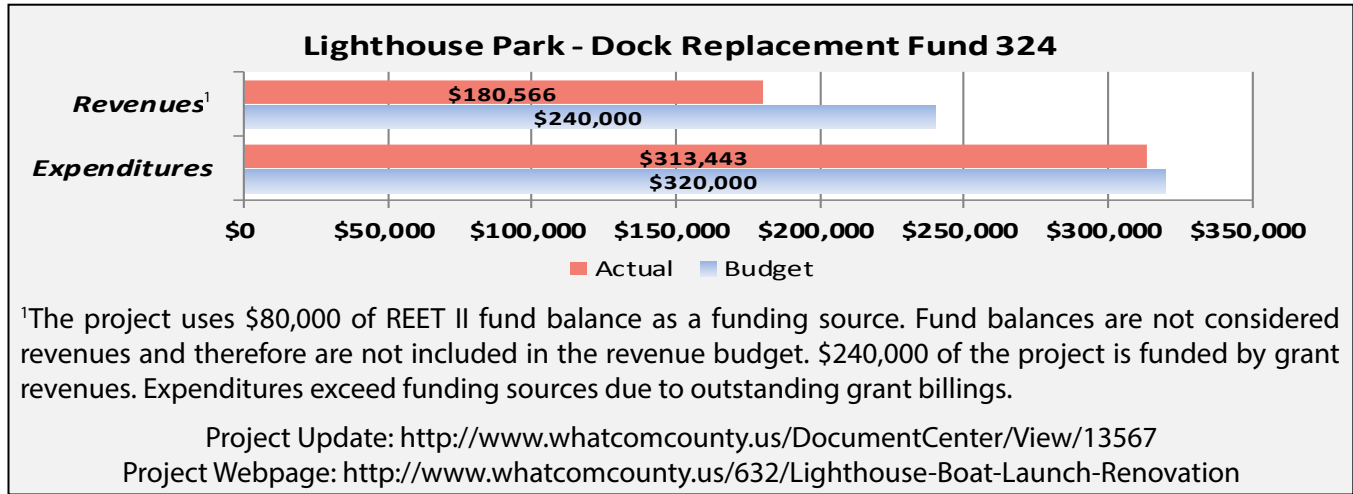 Lighthouse Park - Dock Replacement Fund 324
Revenues¹
$180,566
$240,000
Expenditures
$313,443
$320,000
$0 $50,000 $100,000 $150,000 $200,000 $250,000 $300,000 $350,000
Actual Budget
¹The project uses $80,000 of REET II fund balance as a funding source. Fund balances are not considered
revenues and therefore are not included in the revenue budget. $240,000 of the project is funded by grant
revenues. Expenditures exceed funding sources due to outstanding grant billings.
Project Update: http://www.whatcomcounty.us/DocumentCenter/View/13567
Project Webpage: http://www.whatcomcounty.us/632/Lighthouse-Boat-Launch-Renovation